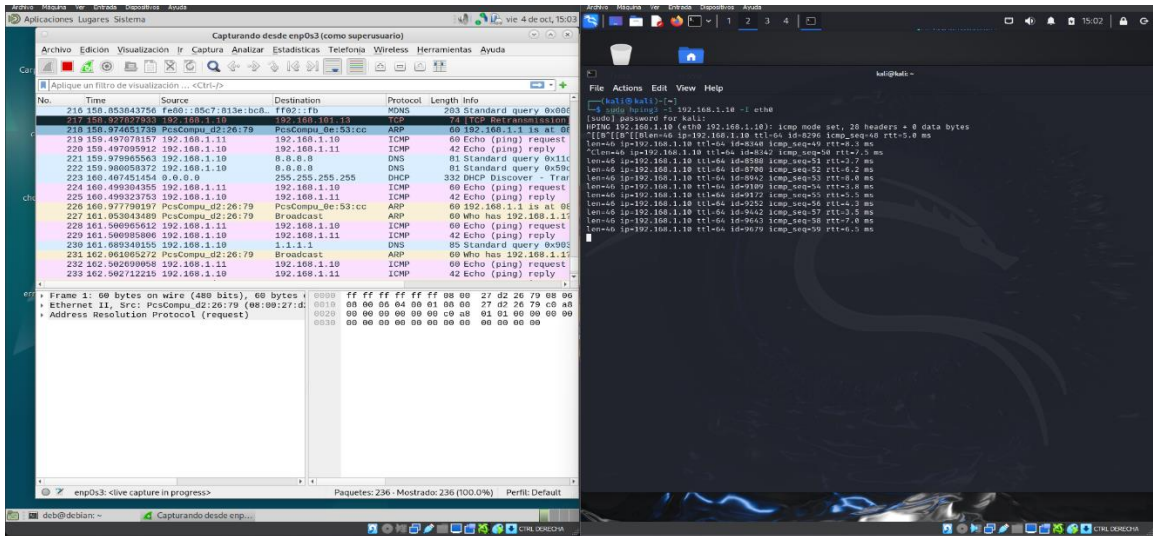 Archivo Máquina Ver Entrada Dispositivos Ayuda
Aplicaciones Lugares Sistema
vie 4 de oct, 15:03
Capturando desde enp0s3 (como superusuario)
Archivo Edición Visualización Ir Captura Analizar Estadísticas Telefonía Wireless Herramientas Ayuda
Aplique un filtro de visualización ... <Ctrl-/>
No. Time Source Destination Protocol Length Info
216 158.853843756 fe80::85c7:813e:bc8… ff02::fb MDNS 203 Standard query 0x000
217 158.927827933 192.168.1.10 192.168.101.13 TCP 74 [TCP Retransmission]
218 158.974651739 PcsCompu_d2:26:79 PcsCompu_0e:53:cc ARP 60 192.168.1.1 is at 08
219 159.497078157 192.168.1.11 192.168.1.10 ICMP 60 Echo (ping) request
220 159.497095912 192.168.1.10 192.168.1.11 ICMP 42 Echo (ping) reply
221 159.979965563 192.168.1.10 8.8.8.8 DNS 81 Standard query 0x11c
222 159.980058372 192.168.1.10 8.8.8.8 DNS 81 Standard query 0x59c
223 160.407451454 0.0.0.0 255.255.255.255 DHCP 332 DHCP Discover - Tran
224 160.499304355 192.168.1.11 192.168.1.10 ICMP 60 Echo (ping) request
225 160.499323753 192.168.1.10 192.168.1.11 ICMP 42 Echo (ping) reply
226 160.977790197 PcsCompu_d2:26:79 PcsCompu_0e:53:cc ARP 60 192.168.1.1 is at 08
227 161.053043489 PcsCompu_d2:26:79 Broadcast ARP 60 Who has 192.168.1.1?
228 161.500965612 192.168.1.11 192.168.1.10 ICMP 60 Echo (ping) request
229 161.500985806 192.168.1.10 192.168.1.11 ICMP 42 Echo (ping) reply
230 161.689340155 192.168.1.10 1.1.1.1 DNS 85 Standard query 0x903
231 162.061065272 PcsCompu_d2:26:79 Broadcast ARP 60 Who has 192.168.1.1?
232 162.502690058 192.168.1.11 192.168.1.10 ICMP 60 Echo (ping) request
233 162.502712215 192.168.1.10 192.168.1.11 ICMP 42 Echo (ping) reply
Frame 1: 60 bytes on wire (480 bits), 60 bytes
Ethernet II, Src: PcsCompu_d2:26:79 (08:00:27:d2
Address Resolution Protocol (request)
0000 ff ff ff ff ff ff 08 00 27 d2 26 79 08 06
0010 08 00 06 04 00 01 08 00 27 d2 26 79 c0 a8
0020 00 00 00 00 00 00 c0 a8 01 01 00 00 00 00
0030 00 00 00 00 00 00 00 00 00 00 00 00
enp0s3: <live capture in progress>
Paquetes: 236 · Mostrado: 236 (100.0%)
Perfil: Default
deb@debian: ~
Capturando desde enp...
CTRL DERECHA
Archivo Máquina Ver Entrada Dispositivos Ayuda
1 2 3 4
15:02
kali@kali: ~
File Actions Edit View Help
(kali㉿kali)-[~]
$ sudo hping3 -1 192.168.1.10 -I eth0
[sudo] password for kali:
HPING 192.168.1.10 (eth0 192.168.1.10): icmp mode set, 28 headers + 0 data bytes
^[[B^[[B^[[Blen=46 ip=192.168.1.10 ttl=64 id=8296 icmp_seq=48 rtt=5.0 ms
len=46 ip=192.168.1.10 ttl=64 id=8340 icmp_seq=49 rtt=8.3 ms
^Clen=46 ip=192.168.1.10 ttl=64 id=8342 icmp_seq=50 rtt=7.5 ms
len=46 ip=192.168.1.10 ttl=64 id=8588 icmp_seq=51 rtt=3.7 ms
len=46 ip=192.168.1.10 ttl=64 id=8700 icmp_seq=52 rtt=6.2 ms
len=46 ip=192.168.1.10 ttl=64 id=8942 icmp_seq=53 rtt=8.0 ms
len=46 ip=192.168.1.10 ttl=64 id=9109 icmp_seq=54 rtt=3.8 ms
len=46 ip=192.168.1.10 ttl=64 id=9172 icmp_seq=55 rtt=5.5 ms
len=46 ip=192.168.1.10 ttl=64 id=9252 icmp_seq=56 rtt=4.3 ms
len=46 ip=192.168.1.10 ttl=64 id=9442 icmp_seq=57 rtt=3.5 ms
len=46 ip=192.168.1.10 ttl=64 id=9643 icmp_seq=58 rtt=7.0 ms
len=46 ip=192.168.1.10 ttl=64 id=9679 icmp_seq=59 rtt=6.5 ms
CTRL DERECHA